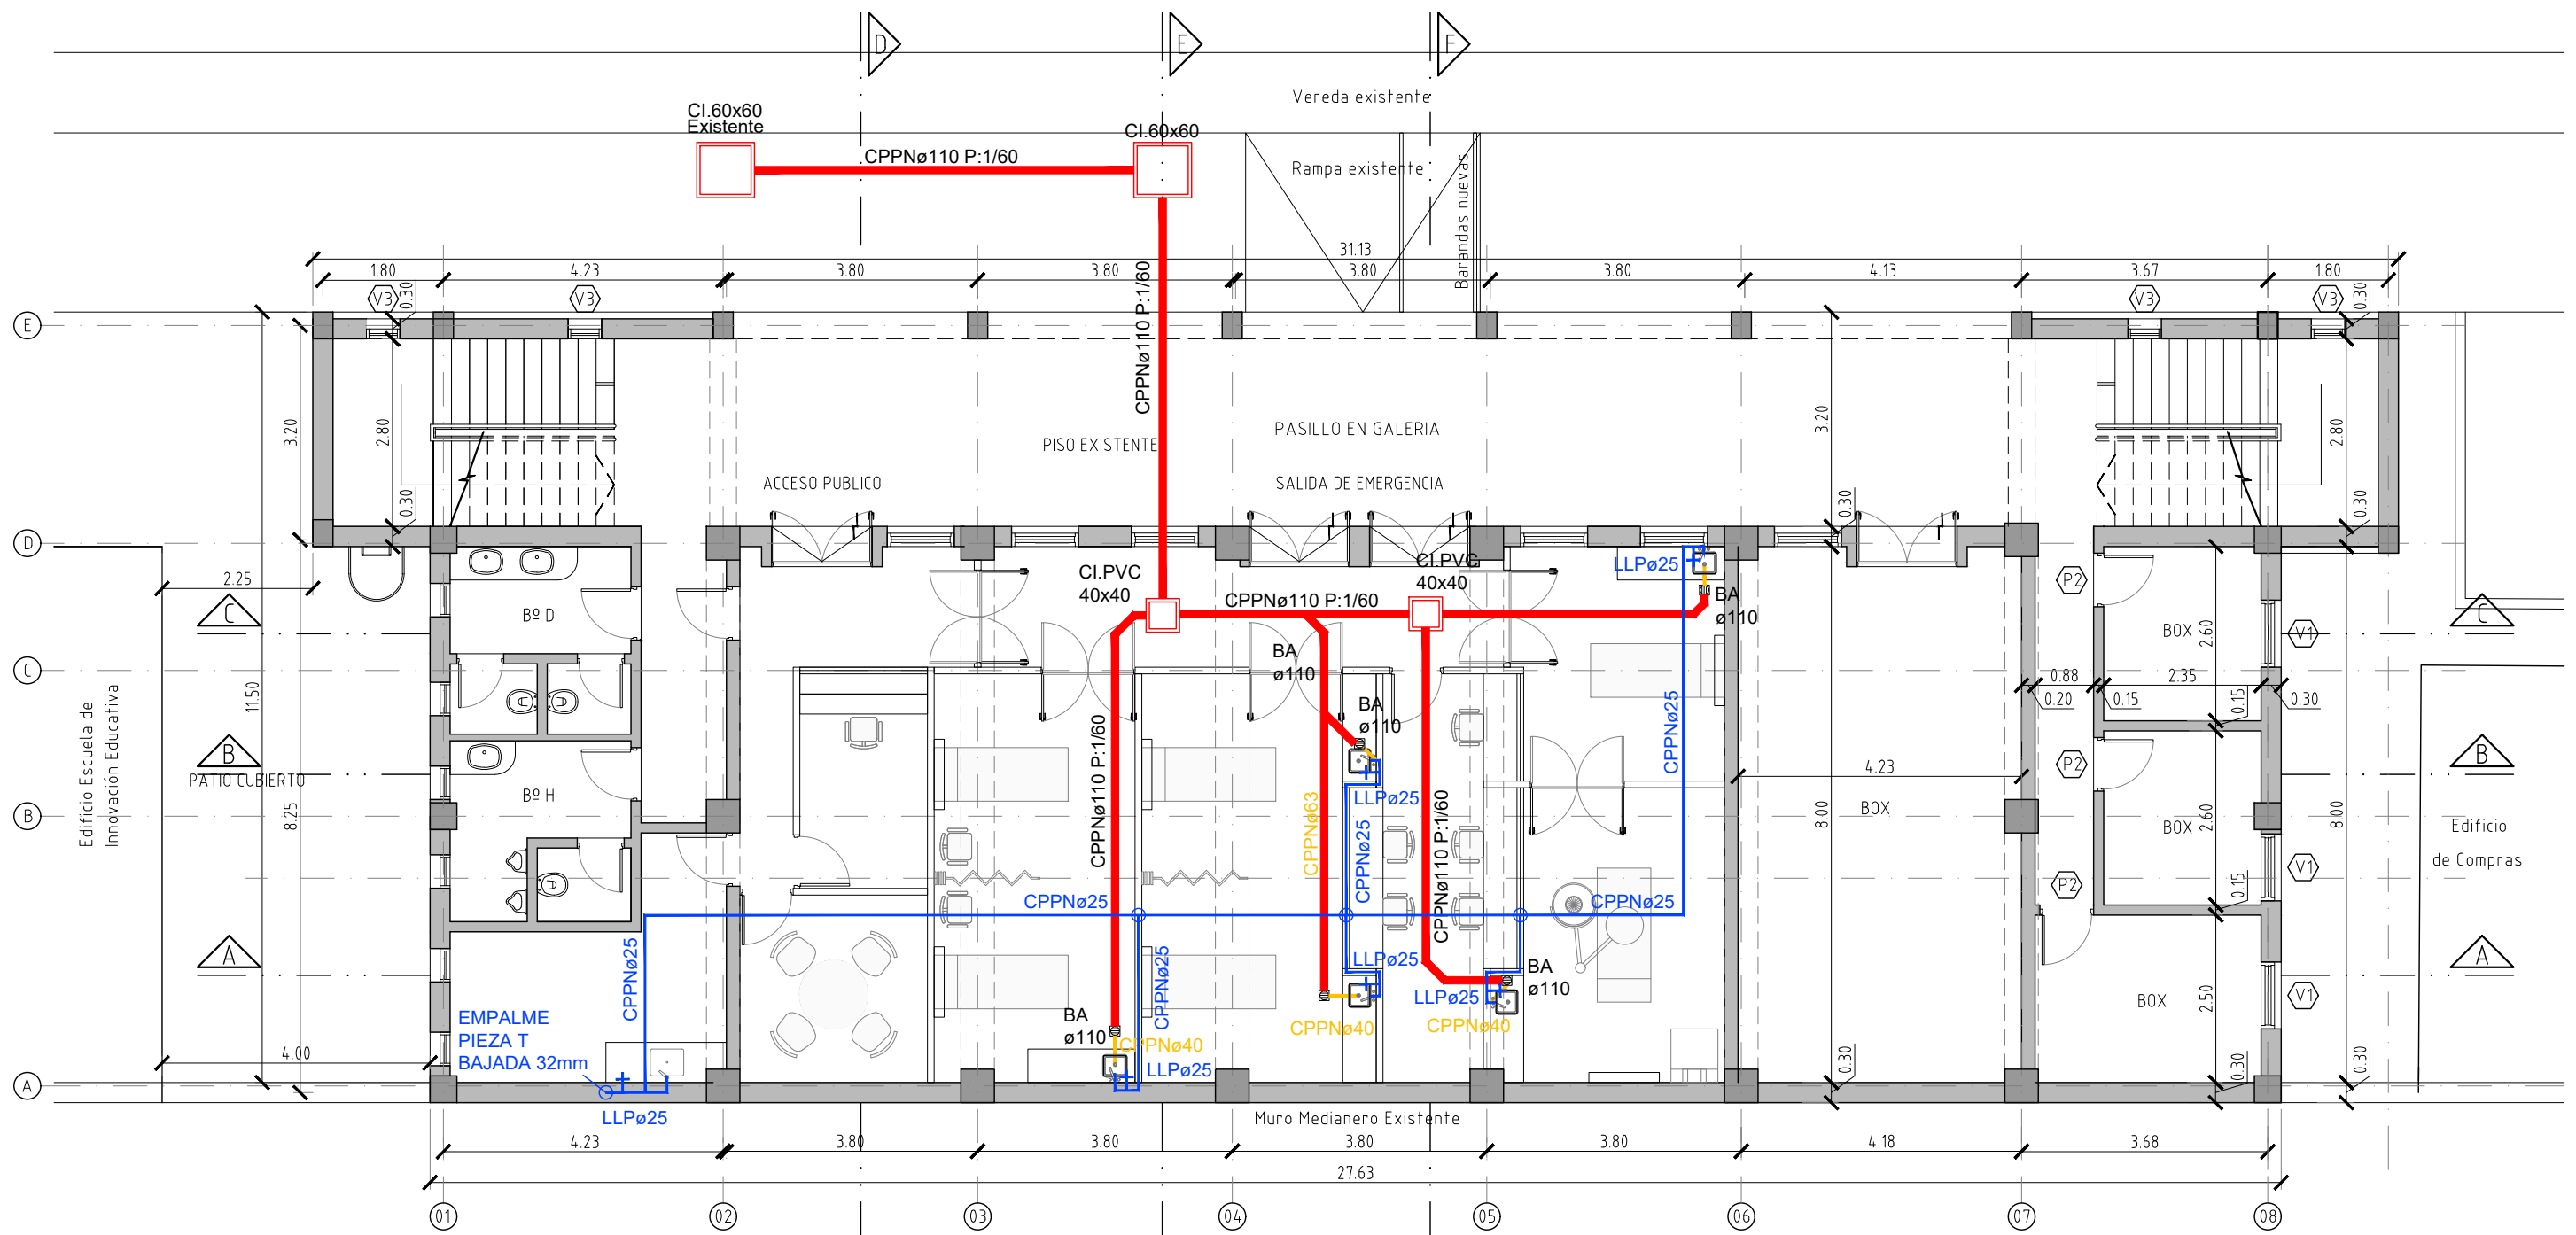 D
E
F
Vereda existente
CI.60x60
Existente
CI.60x60
CPPNø110 P:1/60
Rampa existente
Barandas nuevas
31.13
1.80
4.23
3.80
3.80
3.80
3.80
4.13
3.67
1.80
V3
0.30
V3
V3
V3
0.30
E
CPPNø110 P:1/60
3.20
2.80
PISO EXISTENTE
PASILLO EN GALERIA
3.20
2.80
ACCESO PUBLICO
SALIDA DE EMERGENCIA
0.30
0.30
0.30
D
2.25
CI.PVC
40x40
CI.PVC
40x40
LLPø25
CPPNø110 P:1/60
BA
ø110
P2
C
Bº D
BOX
2.60
V1
C
C
BA
ø110
0.88
2.35
0.20
0.15
0.15
0.30
11.50
Edificio Escuela de
Innovación Educativa
BA
ø110
CPPNø25
B
PATIO CUBIERTO
CPPNø110 P:1/60
P2
B
4.23
Bº H
LLPø25
BOX
8.00
BOX
2.60
8.00
B
8.25
CPPNø63
CPPNø25
CPPNø110 P:1/60
Edificio
de Compras
V1
P2
0.15
CPPNø25
CPPNø25
A
CPPNø25
CPPNø25
LLPø25
BA
ø110
A
LLPø25
BOX
2.50
V1
EMPALME
PIEZA T
BAJADA 32mm
BA
ø110
CPPNø40
CPPNø40
CPPNø40
4.00
LLPø25
0.30
0.30
0.30
A
LLPø25
Muro Medianero Existente
4.23
3.80
3.80
3.80
3.80
4.18
3.68
27.63
01
02
03
04
05
06
07
08